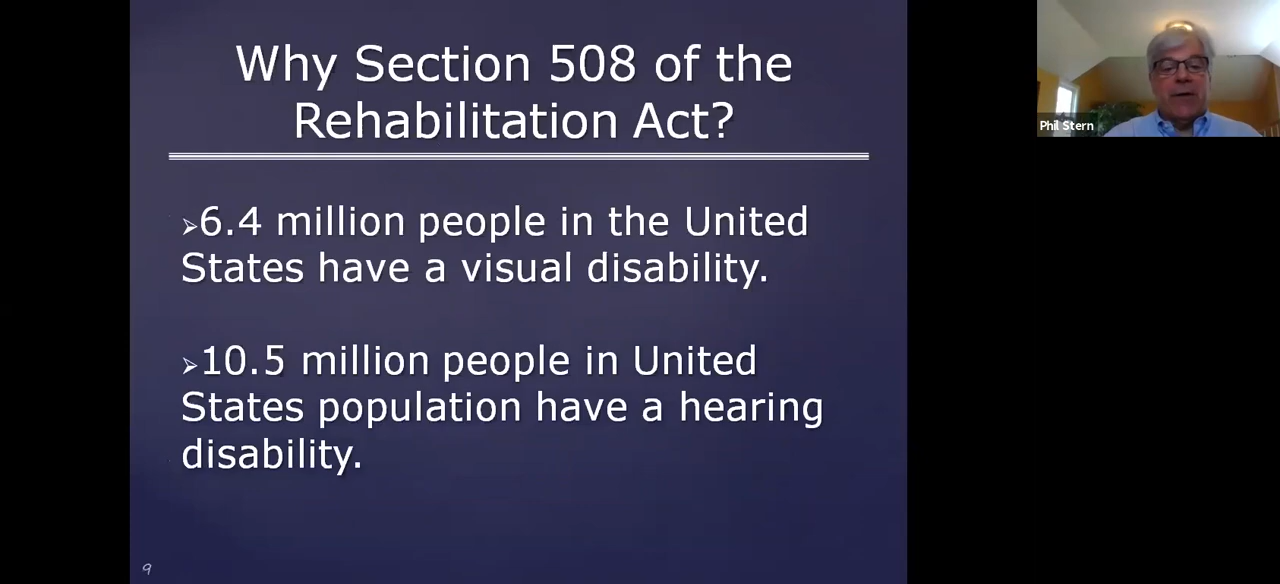 Why Section 508 of the
Rehabilitation Act?
➢6.4 million people in the United
States have a visual disability.
➢10.5 million people in United
States population have a hearing
disability.
9
Phil Stern